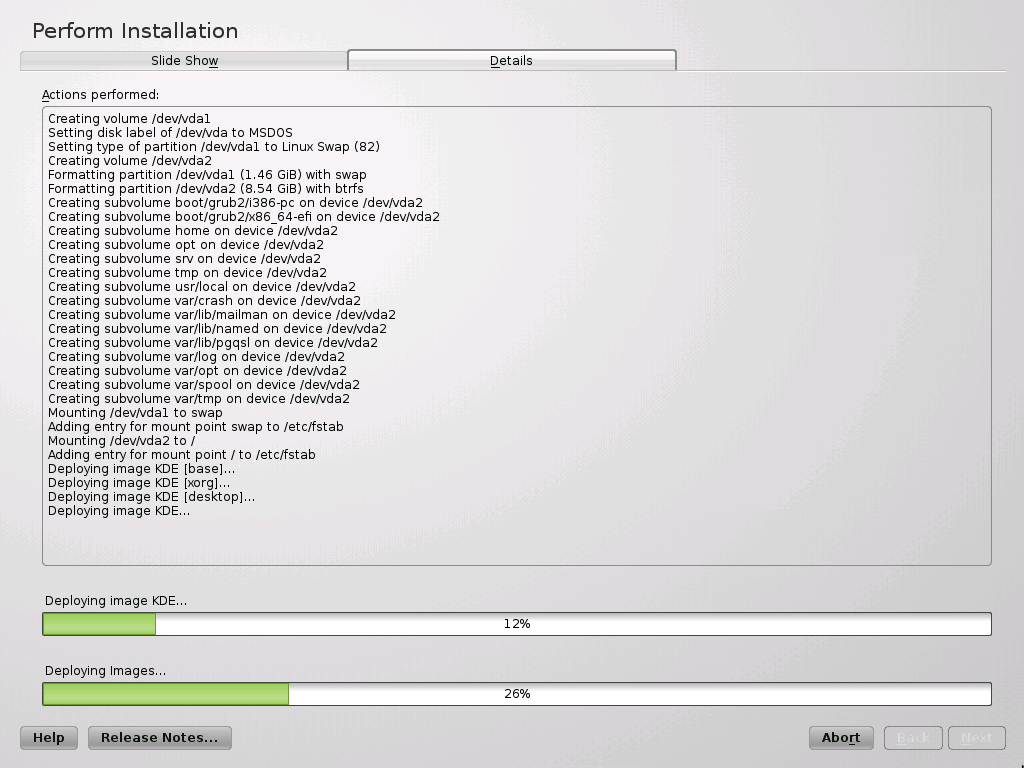 Perform Installation
Slide Show
Details
Actions performed:
Creating volume /dev/vda1
Setting disk label of /dev/vda to MSDOS
Setting type of partition /dev/vda1 to Linux Swap (82)
Creating volume /dev/vda2
Formatting partition /dev/vda1 (1.46 GiB) with swap
Formatting partition /dev/vda2 (8.54 GiB) with btrfs
Creating subvolume boot/grub2/i386-pc on device /dev/vda2
Creating subvolume boot/grub2/x86_64-efi on device /dev/vda2
Creating subvolume home on device /dev/vda2
Creating subvolume opt on device /dev/vda2
Creating subvolume srv on device /dev/vda2
Creating subvolume tmp on device /dev/vda2
Creating subvolume usr/local on device /dev/vda2
Creating subvolume var/crash on device /dev/vda2
Creating subvolume var/lib/mailman on device /dev/vda2
Creating subvolume var/lib/named on device /dev/vda2
Creating subvolume var/lib/pgqsl on device /dev/vda2
Creating subvolume var/log on device /dev/vda2
Creating subvolume var/opt on device /dev/vda2
Creating subvolume var/spool on device /dev/vda2
Creating subvolume var/tmp on device /dev/vda2
Mounting /dev/vda1 to swap
Adding entry for mount point swap to /etc/fstab
Mounting /dev/vda2 to /
Adding entry for mount point / to /etc/fstab
Deploying image KDE [base]...
Deploying image KDE [xorg]...
Deploying image KDE [desktop]...
Deploying image KDE...
Deploying image KDE...
12%
Deploying Images...
26%
Help
Release Notes...
Abort
Back
Next